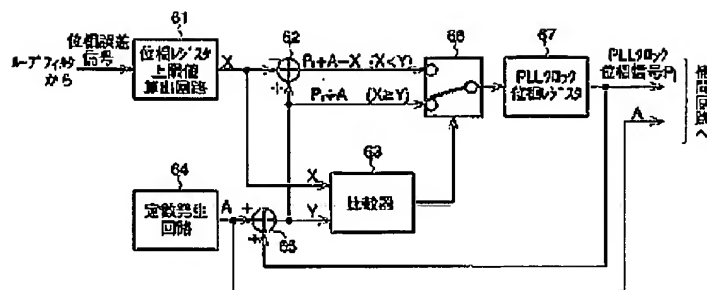 ループフィルタ
から
位相誤差
信号
61
位相レジスタ
上限値
算出回路
X
62
Pi+A-X (X<Y)
Pi+A (X≧Y)
66
67
PLLクロック
位相レジスタ
PLLクロック
位相信号Pi
A
補間回路へ
63
X
Y
比較器
64
定数発生
回路
A
65
+
+